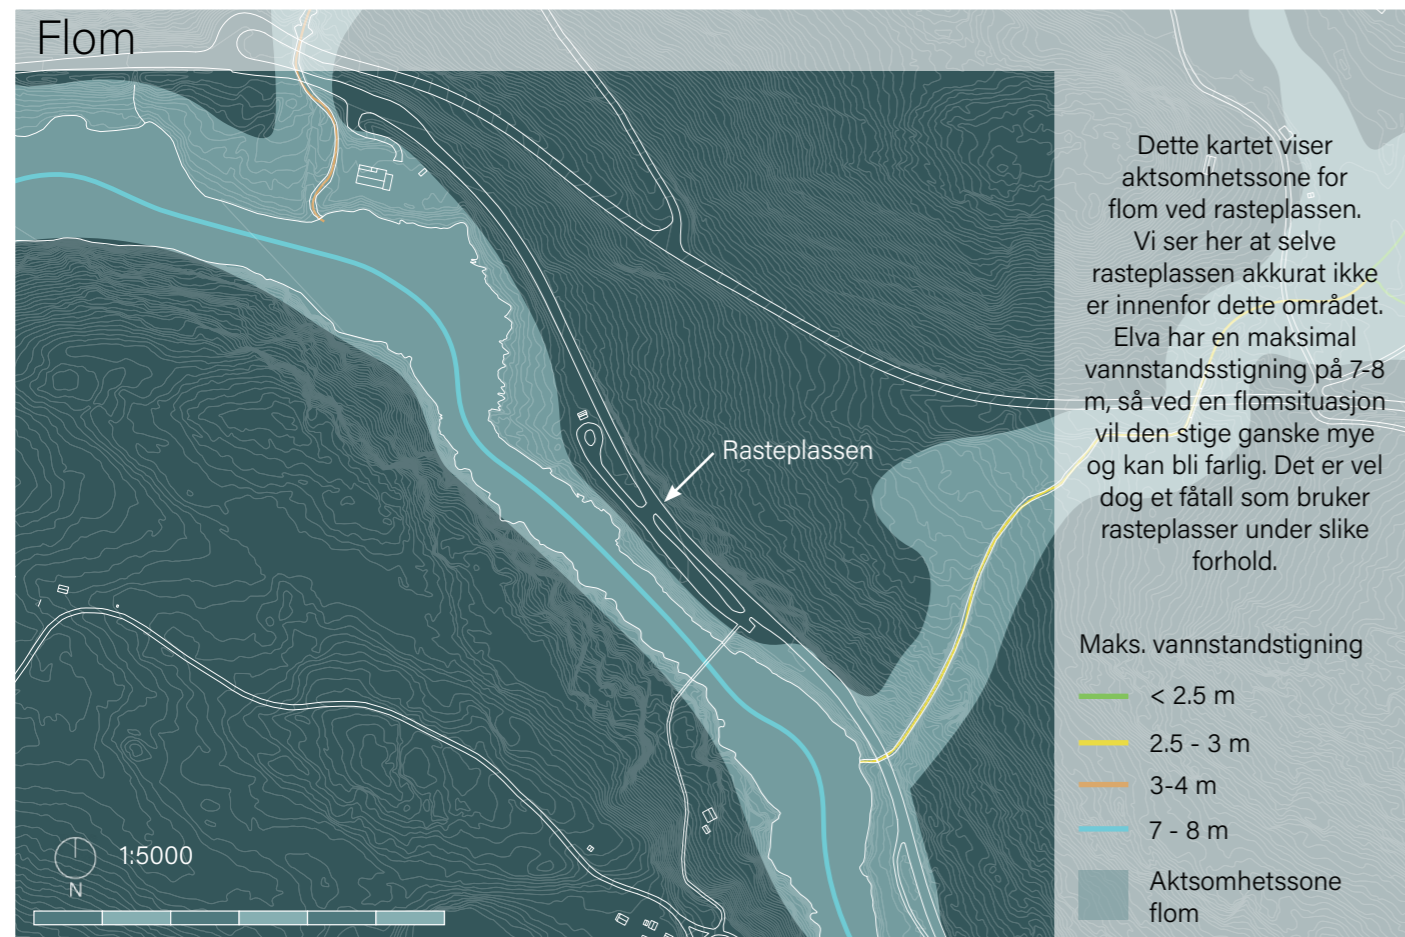 Flom
Dette kartet viser
aktsomhetssone for
flom ved rasteplassen.
Vi ser her at selve
rasteplassen akkurat ikke
er innenfor dette området.
Elva har en maksimal
vannstandsstigning på 7-8
m, så ved en flomsituasjon
vil den stige ganske mye
og kan bli farlig. Det er vel
dog et fåtall som bruker
rasteplasser under slike
forhold.
Rasteplassen
Maks. vannstandstigning
< 2.5 m
2.5 - 3 m
3-4 m
7 - 8 m
Aktsomhetssone
flom
1:5000
N